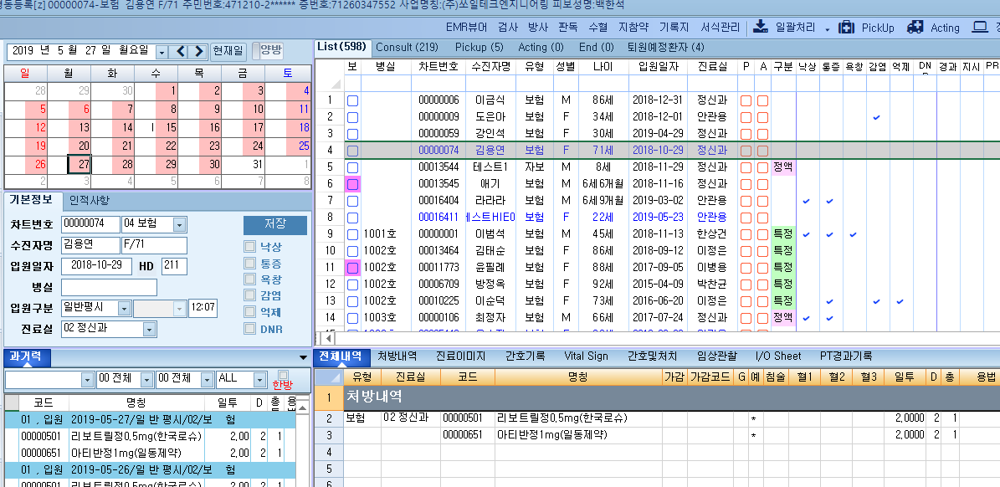 병동등록[z] 00000074-보험 김용연 F/71 주민번호:471210-2****** 증번호:71260347552 사업명칭:(주)쏘일테크엔지니어링 피보성명:백한석
EMR뷰어 검사 방사 판독 수혈 지참약 기록지 서식관리 일괄처리 PickUp Acting
2019 년 5 월 27 일 월요일 현재일 양방
일 월 화 수 목 금 토
28 29 30 1 2 3 4
5 6 7 8 9 10 11
12 13 14 15 16 17 18
19 20 21 22 23 24 25
26 27 28 29 30 31 1
2 3 4 5 6 7 8
기본정보 인적사항
차트번호 00000074 04 보험 저장
수진자명 김용연 F/71 낙상
입원일자 2018-10-29 HD 211 통증
병실 욕창
감염
입원구분 일반평시 12:07 억제
진료실 02 정신과 DNR
과거력
00 전체 00 전체 ALL 한방
코드 명칭 일투 D 총 용
01 , 입원 2019-05-27/일 반 평시/02/보 험
00000501 리보트릴정0,5mg(한국로슈) 2,00 2 1
00000651 아티반정1mg(일동제약) 2,00 2 1
01 , 입원 2019-05-26/일 반 평시/02/보 험
00000501 리보트릴정0,5mg(한국로슈) 2,00 2 1
List(598) Consult (219) Pickup (5) Acting (0) End (0) 퇴원예정환자 (4)
보 병실 차트번호 수진자명 유형 성별 나이 입원일자 진료실 P A 구분 낙상 통증 욕창 감염 억제 DN 경과 지시 PR
1 00000006 이금식 보험 M 86세 2018-12-31 정신과
2 00000009 도은아 보험 F 34세 2018-12-01 안관용
3 00000059 강인석 보험 F 30세 2019-04-29 정신과
4 00000074 김용연 보험 F 71세 2018-10-29 정신과
5 00013544 테스트1 자보 M 8세 2018-11-29 정신과 정액
6 00013545 애기 보험 M 6세6개월 2018-11-16 정신과
7 00016404 라라라 보험 M 6세9개월 2019-03-02 안관용
8 00016411 스트HIE0 보험 F 22세 2019-05-23 안관용
9 1001호 00000001 이범석 보험 M 45세 2018-11-13 한상건 특정
10 1002호 00013464 김태순 보험 F 86세 2018-09-12 이정은 특정
11 1002호 00011773 윤필례 보험 F 88세 2017-09-05 이병용 특정
12 1002호 00006709 방정옥 보험 F 92세 2015-04-09 박찬균 특정
13 1002호 00010225 이순덕 보험 F 73세 2016-06-20 이정은 특정
14 1003호 00000106 최정자 보험 M 66세 2017-07-24 정신과 정액
전체내역 처방내역 진료이미지 간호기록 Vital Sign 간호및처치 임상관찰 I/O Sheet PT경과기록
유형 진료실 코드 명칭 가감 가감코드 G 예 침술 혈1 혈2 혈3 일투 D 총 용법
1 처방내역
2 보험 02 정신과 00000501 리보트릴정0,5mg(한국로슈) * 2,0000 2 1
3 00000651 아티반정1mg(일동제약) * 2,0000 2 1
4
5
6